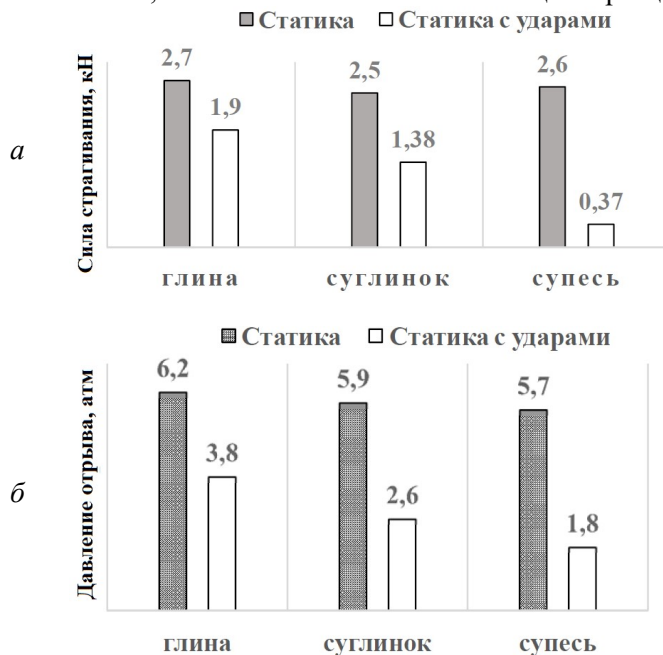 Статика Статика с ударами
Сила страгивания, кН
2,7 1,9 2,5 1,38 2,6 0,37
а
глина суглинок супесь
Статика Статика с ударами
Давление отрыва, атм
6,2 3,8 5,9 2,6 5,7 1,8
б
глина суглинок супесь